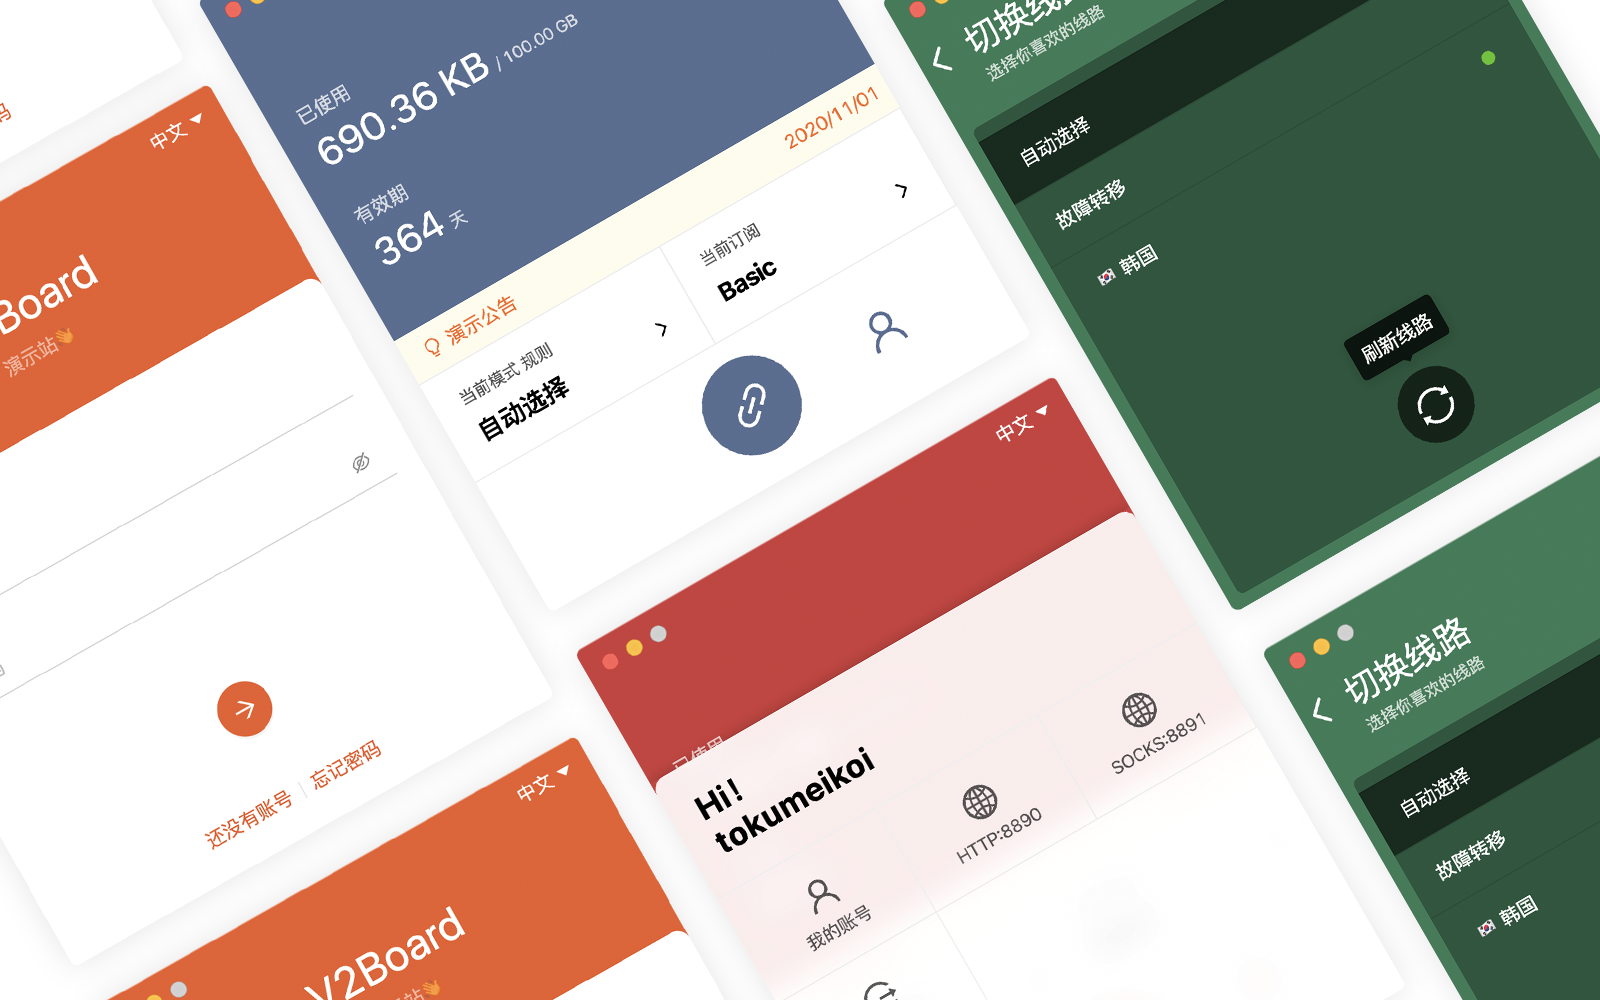 码
中文
Board
演示站👋
还没有账号
忘记密码
中文
V2Board
站👋
已使用
690.36 KB / 100.00 GB
有效期
364 天
演示公告
2020/11/01
当前模式 规则
自动选择
当前订阅
Basic
中文
已使用
Hi!
tokumeikoi
我的账号
HTTP:8890
SOCKS:8891
切换线路
选择你喜欢的线路
自动选择
故障转移
🇰🇷 韩国
刷新线路
切换线路
选择你喜欢的线路
自动选择
故障转移
🇰🇷 韩国